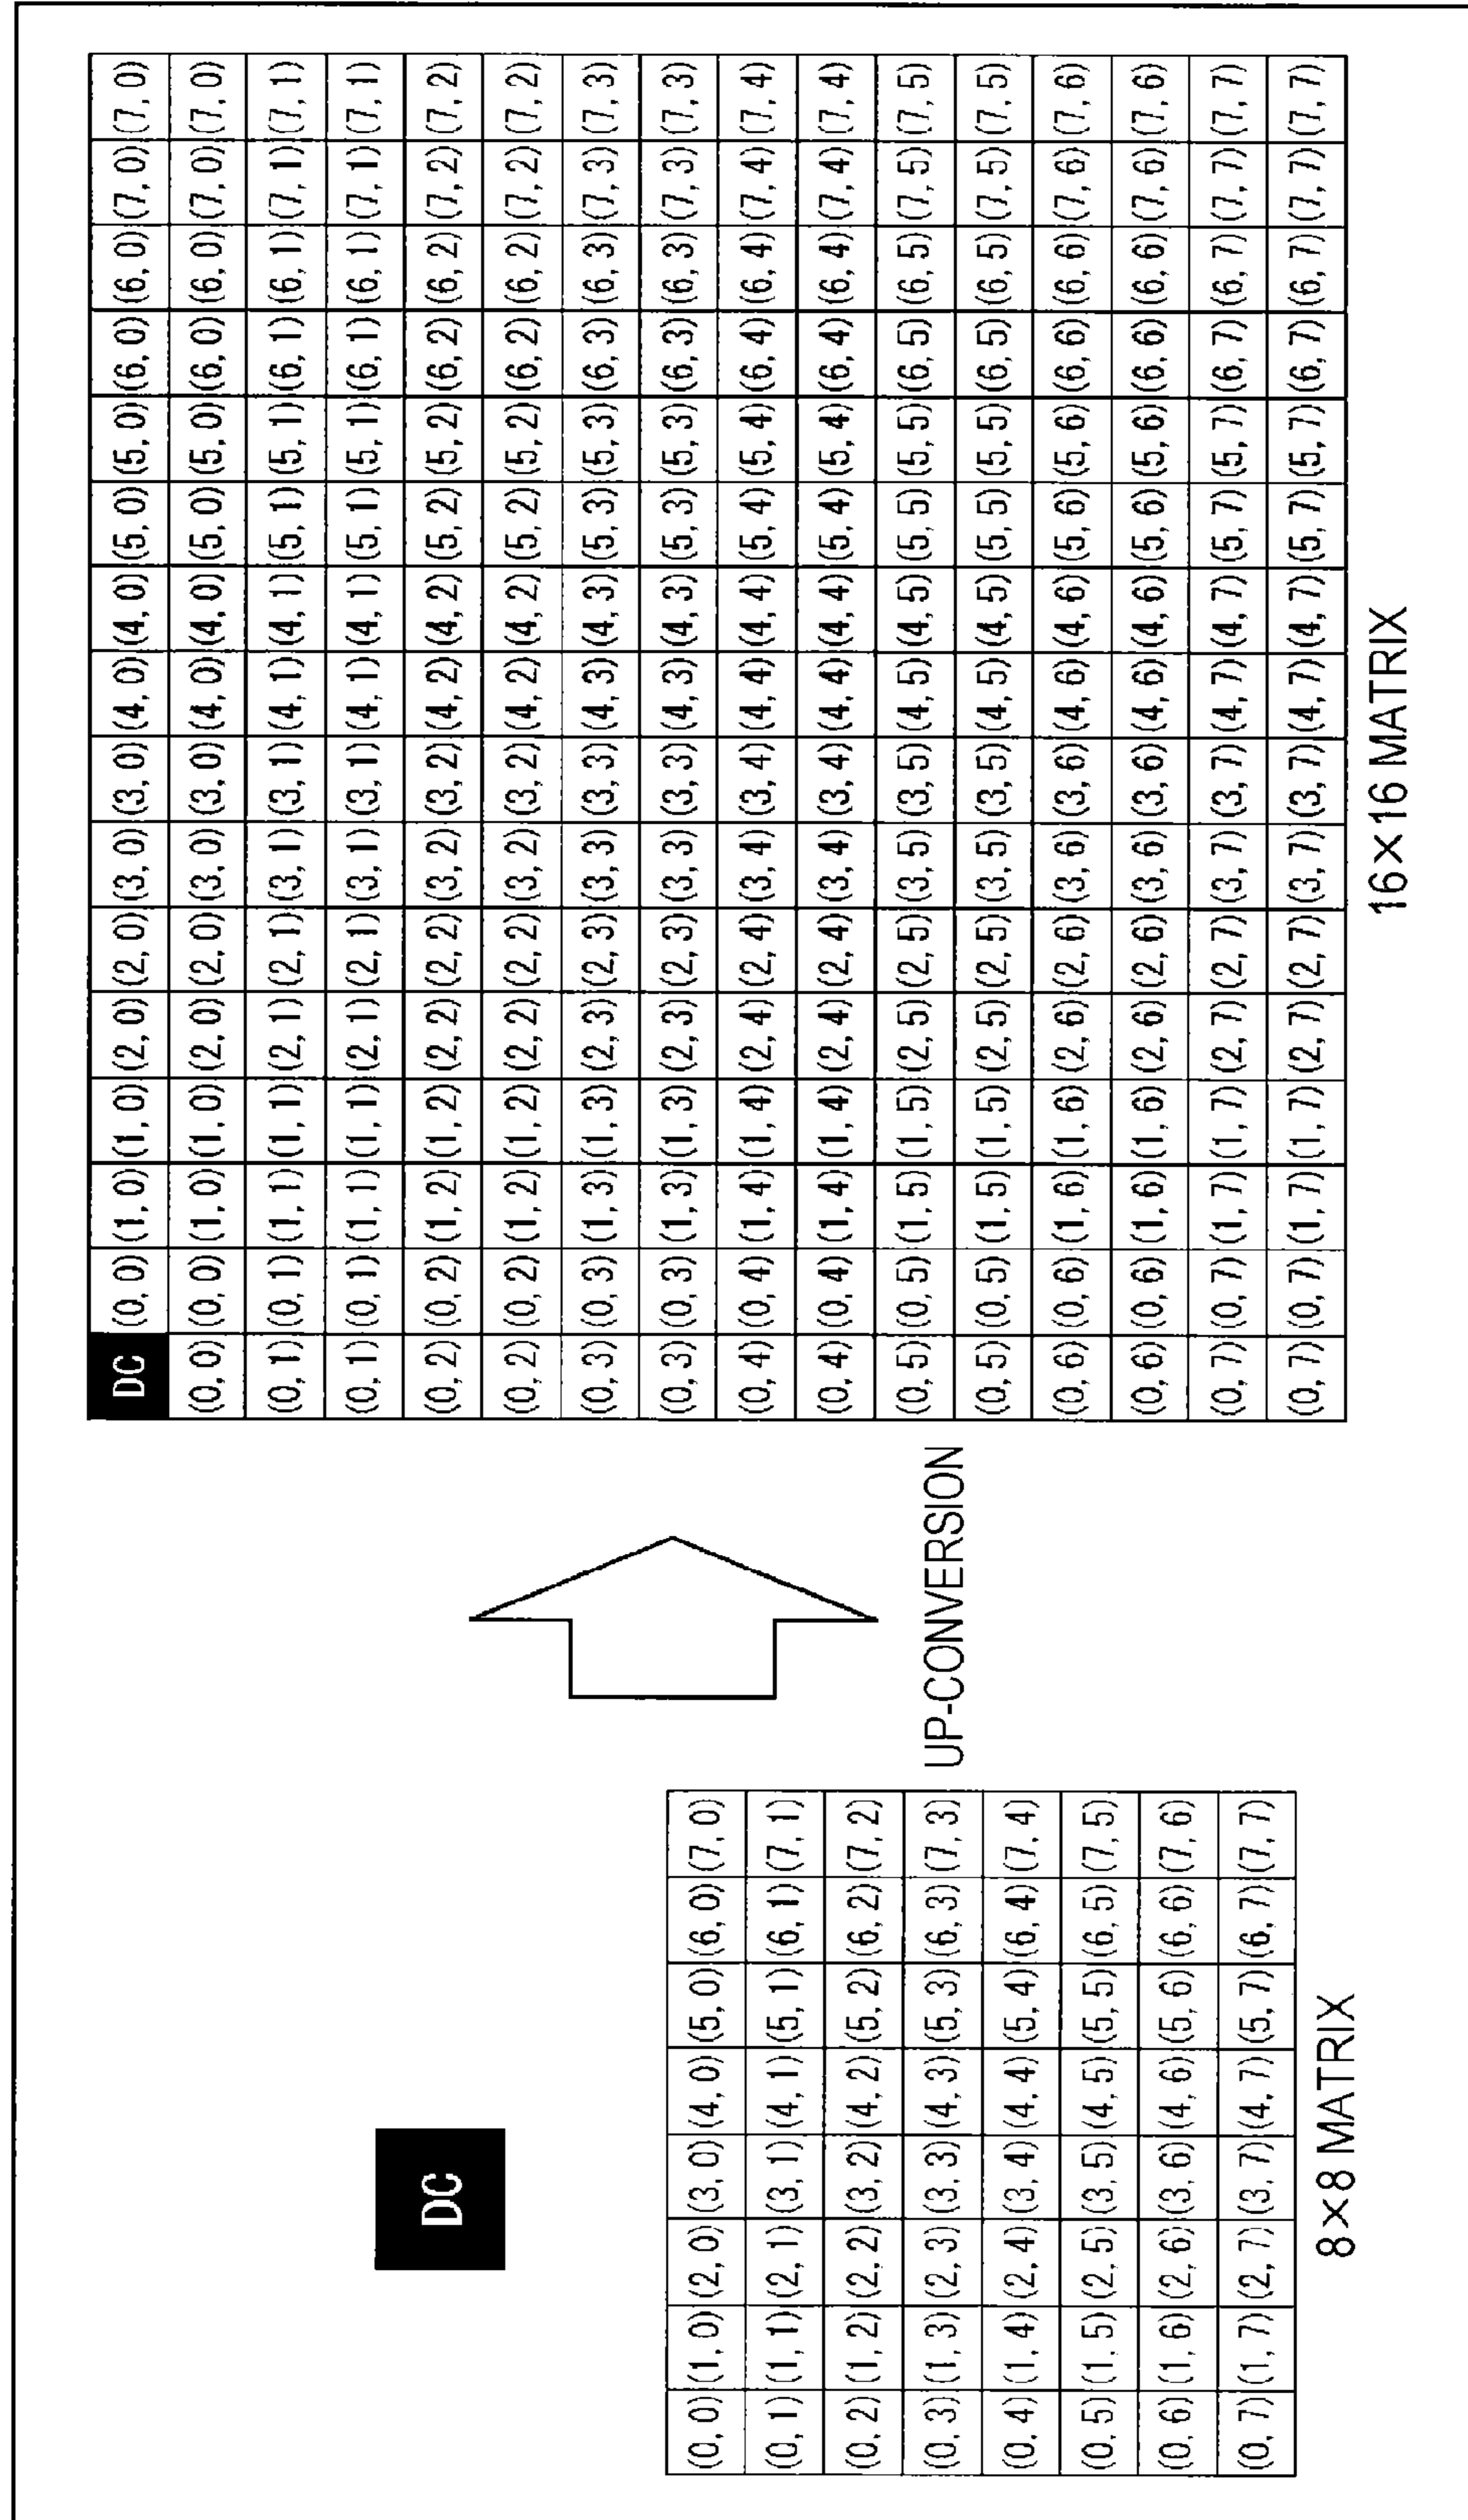 DC
(0, 0) (1, 0) (2, 0) (3, 0) (4, 0) (5, 0) (6, 0) (7, 0)
(0, 1) (1, 1) (2, 1) (3, 1) (4, 1) (5, 1) (6, 1) (7, 1)
(0, 2) (1, 2) (2, 2) (3, 2) (4, 2) (5, 2) (6, 2) (7, 2)
(0, 3) (1, 3) (2, 3) (3, 3) (4, 3) (5, 3) (6, 3) (7, 3)
(0, 4) (1, 4) (2, 4) (3, 4) (4, 4) (5, 4) (6, 4) (7, 4)
(0, 5) (1, 5) (2, 5) (3, 5) (4, 5) (5, 5) (6, 5) (7, 5)
(0, 6) (1, 6) (2, 6) (3, 6) (4, 6) (5, 6) (6, 6) (7, 6)
(0, 7) (1, 7) (2, 7) (3, 7) (4, 7) (5, 7) (6, 7) (7, 7)
8×8 MATRIX
UP-CONVERSION
DC (0, 0) (1, 0) (1, 0) (2, 0) (2, 0) (3, 0) (3, 0) (4, 0) (4, 0) (5, 0) (5, 0) (6, 0) (6, 0) (7, 0) (7, 0)
(0, 0) (0, 0) (1, 0) (1, 0) (2, 0) (2, 0) (3, 0) (3, 0) (4, 0) (4, 0) (5, 0) (5, 0) (6, 0) (6, 0) (7, 0) (7, 0)
(0, 1) (0, 1) (1, 1) (1, 1) (2, 1) (2, 1) (3, 1) (3, 1) (4, 1) (4, 1) (5, 1) (5, 1) (6, 1) (6, 1) (7, 1) (7, 1)
(0, 1) (0, 1) (1, 1) (1, 1) (2, 1) (2, 1) (3, 1) (3, 1) (4, 1) (4, 1) (5, 1) (5, 1) (6, 1) (6, 1) (7, 1) (7, 1)
(0, 2) (0, 2) (1, 2) (1, 2) (2, 2) (2, 2) (3, 2) (3, 2) (4, 2) (4, 2) (5, 2) (5, 2) (6, 2) (6, 2) (7, 2) (7, 2)
(0, 2) (0, 2) (1, 2) (1, 2) (2, 2) (2, 2) (3, 2) (3, 2) (4, 2) (4, 2) (5, 2) (5, 2) (6, 2) (6, 2) (7, 2) (7, 2)
(0, 3) (0, 3) (1, 3) (1, 3) (2, 3) (2, 3) (3, 3) (3, 3) (4, 3) (4, 3) (5, 3) (5, 3) (6, 3) (6, 3) (7, 3) (7, 3)
(0, 3) (0, 3) (1, 3) (1, 3) (2, 3) (2, 3) (3, 3) (3, 3) (4, 3) (4, 3) (5, 3) (5, 3) (6, 3) (6, 3) (7, 3) (7, 3)
(0, 4) (0, 4) (1, 4) (1, 4) (2, 4) (2, 4) (3, 4) (3, 4) (4, 4) (4, 4) (5, 4) (5, 4) (6, 4) (6, 4) (7, 4) (7, 4)
(0, 4) (0, 4) (1, 4) (1, 4) (2, 4) (2, 4) (3, 4) (3, 4) (4, 4) (4, 4) (5, 4) (5, 4) (6, 4) (6, 4) (7, 4) (7, 4)
(0, 5) (0, 5) (1, 5) (1, 5) (2, 5) (2, 5) (3, 5) (3, 5) (4, 5) (4, 5) (5, 5) (5, 5) (6, 5) (6, 5) (7, 5) (7, 5)
(0, 5) (0, 5) (1, 5) (1, 5) (2, 5) (2, 5) (3, 5) (3, 5) (4, 5) (4, 5) (5, 5) (5, 5) (6, 5) (6, 5) (7, 5) (7, 5)
(0, 6) (0, 6) (1, 6) (1, 6) (2, 6) (2, 6) (3, 6) (3, 6) (4, 6) (4, 6) (5, 6) (5, 6) (6, 6) (6, 6) (7, 6) (7, 6)
(0, 6) (0, 6) (1, 6) (1, 6) (2, 6) (2, 6) (3, 6) (3, 6) (4, 6) (4, 6) (5, 6) (5, 6) (6, 6) (6, 6) (7, 6) (7, 6)
(0, 7) (0, 7) (1, 7) (1, 7) (2, 7) (2, 7) (3, 7) (3, 7) (4, 7) (4, 7) (5, 7) (5, 7) (6, 7) (6, 7) (7, 7) (7, 7)
(0, 7) (0, 7) (1, 7) (1, 7) (2, 7) (2, 7) (3, 7) (3, 7) (4, 7) (4, 7) (5, 7) (5, 7) (6, 7) (6, 7) (7, 7) (7, 7)
16×16 MATRIX